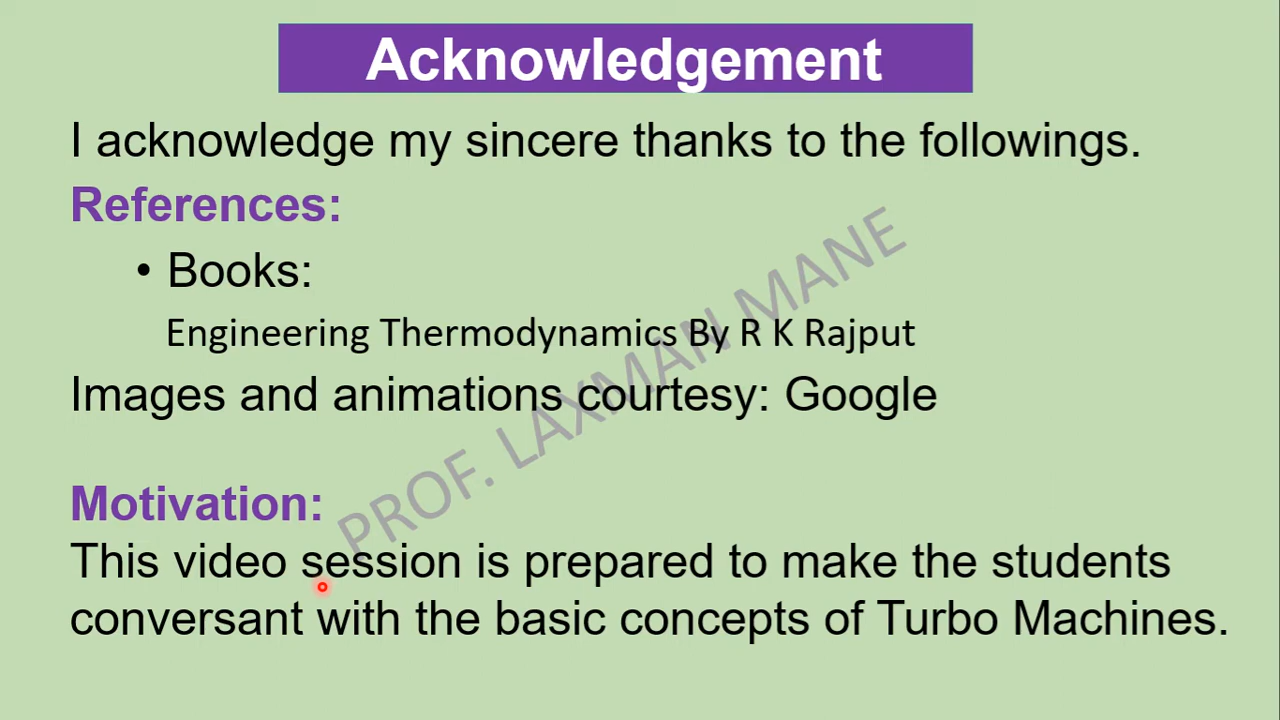 Acknowledgement
I acknowledge my sincere thanks to the followings.
References:
• Books:
Engineering Thermodynamics By R K Rajput
Images and animations courtesy: Google
PROF. LAXMAN MANE
Motivation:
This video session is prepared to make the students
conversant with the basic concepts of Turbo Machines.